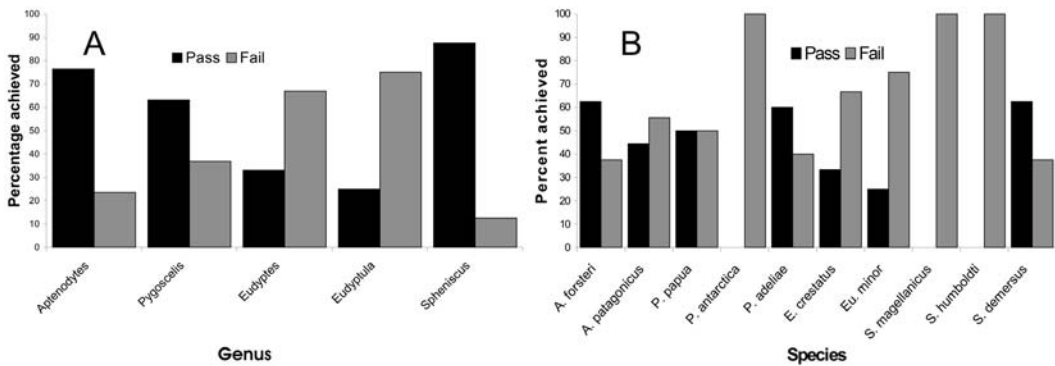 A
Pass Fail
Percentage achieved
100
90
80
70
60
50
40
30
20
10
0
Aptenodytes
Pygoscelis
Eudyptes
Eudyptula
Spheniscus
Genus
B
Pass Fail
Percent achieved
100
90
80
70
60
50
40
30
20
10
0
A. forsteri
A. patagonicus
P. papua
P. antarctica
P. adeliae
E. crestatus
Eu. minor
S. magellanicus
S. humboldti
S. demersus
Species